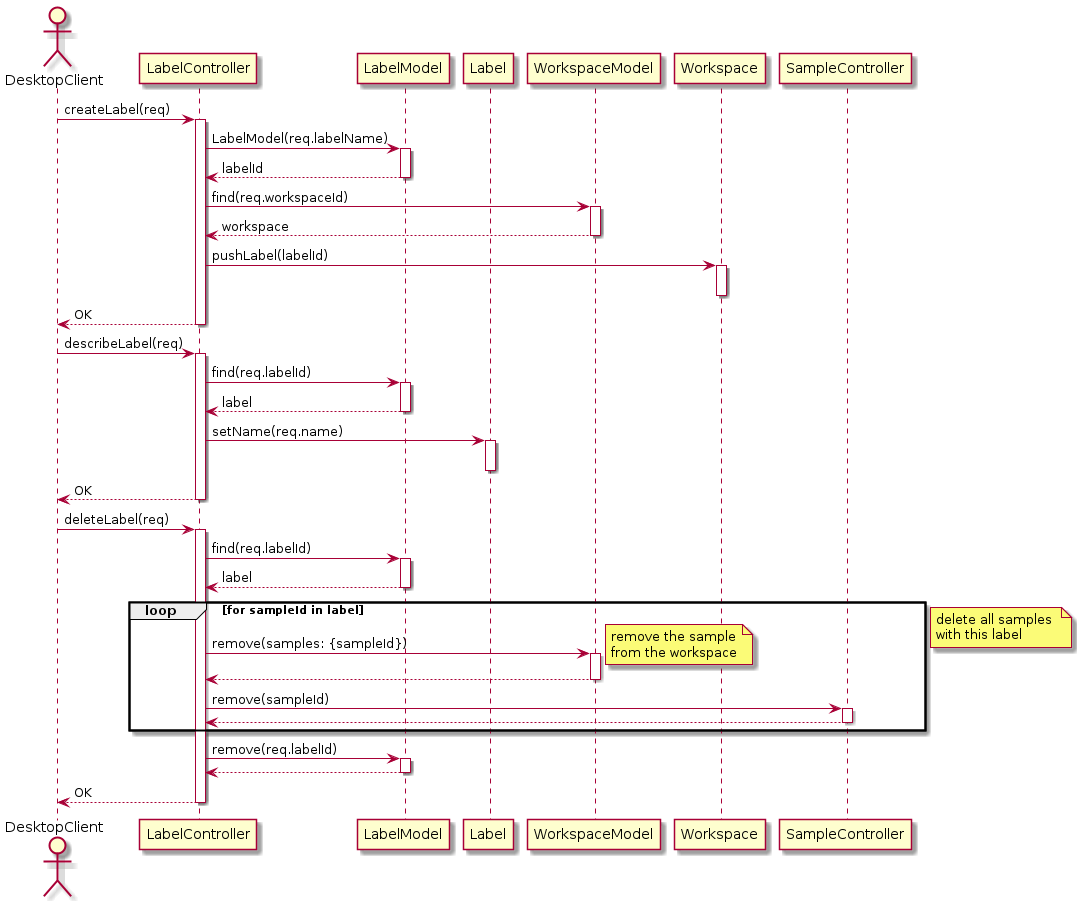 DesktopClient
LabelController
LabelModel
Label
WorkspaceModel
Workspace
SampleController
createLabel(req)
LabelModel(req.labelName)
labelId
find(req.workspaceId)
workspace
pushLabel(labelId)
OK
describeLabel(req)
find(req.labelId)
label
setName(req.name)
OK
deleteLabel(req)
find(req.labelId)
label
loop
[for sampleId in label]
delete all samples
with this label
remove(samples: {sampleId})
remove the sample
from the workspace
remove(sampleId)
remove(req.labelId)
OK
DesktopClient
LabelController
LabelModel
Label
WorkspaceModel
Workspace
SampleController